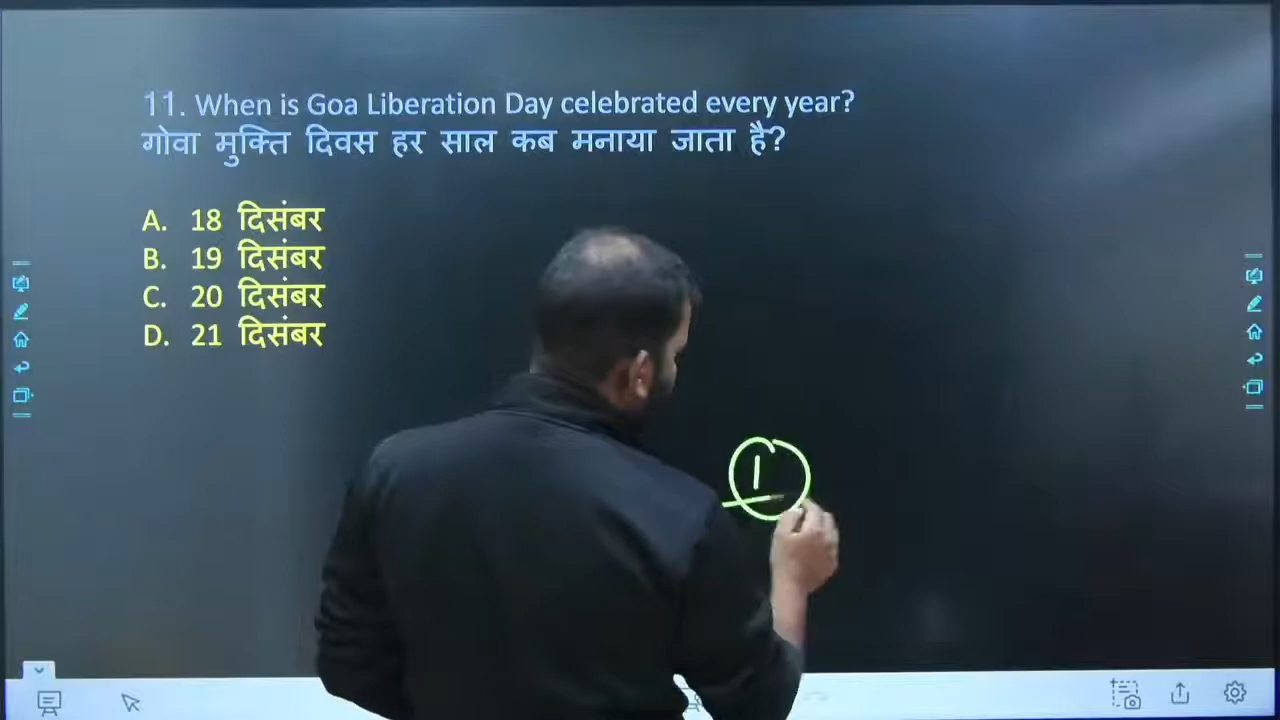 11. When is Goa Liberation Day celebrated every year?
गोवा मुक्ति दिवस हर साल कब मनाया जाता है?
A. 18 दिसंबर
B. 19 दिसंबर
C. 20 दिसंबर
D. 21 दिसंबर
1